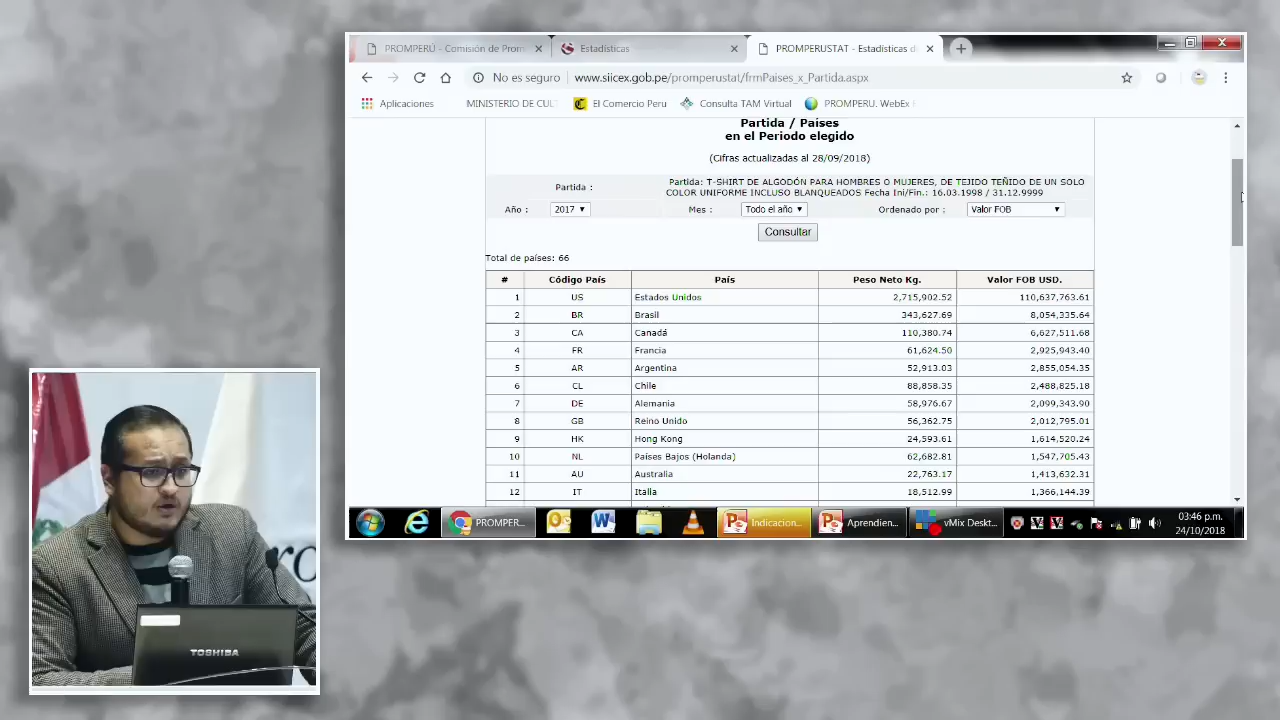 PROMPERÚ - Comisión de Prom
Estadísticas
PROMPERUSTAT - Estadísticas d
No es seguro
www.siicex.gob.pe/promperustat/frmPaises_x_Partida.aspx
Aplicaciones
MINISTERIO DE CULT
El Comercio Peru
Consulta TAM Virtual
PROMPERU. WebEx E
Partida / Países
en el Periodo elegido
(Cifras actualizadas al 28/09/2018)
Partida :
Partida: T-SHIRT DE ALGODÓN PARA HOMBRES O MUJERES, DE TEJIDO TEÑIDO DE UN SOLO
COLOR UNIFORME INCLUSO BLANQUEADOS Fecha Ini/Fin.: 16.03.1998 / 31.12.9999
Año : 2017 Mes : Todo el año Ordenado por : Valor FOB
Consultar
Total de países: 66
# Código País País Peso Neto Kg. Valor FOB USD.
1 US Estados Unidos 2,715,902.52 110,637,763.61
2 BR Brasil 343,627.69 8,054,335.64
3 CA Canadá 110,380.74 6,627,511.68
4 FR Francia 61,624.50 2,925,943.40
5 AR Argentina 52,913.03 2,855,054.35
6 CL Chile 88,858.35 2,488,825.18
7 DE Alemania 58,976.67 2,099,343.90
8 GB Reino Unido 56,362.75 2,012,795.01
9 HK Hong Kong 24,593.61 1,614,520.24
10 NL Países Bajos (Holanda) 62,682.81 1,547,705.43
11 AU Australia 22,763.17 1,413,632.31
12 IT Italia 18,512.99 1,366,144.39
PROMPER...
Indicacion...
Aprendien...
vMix Deskt...
03:46 p.m.
24/10/2018
TOSHIBA